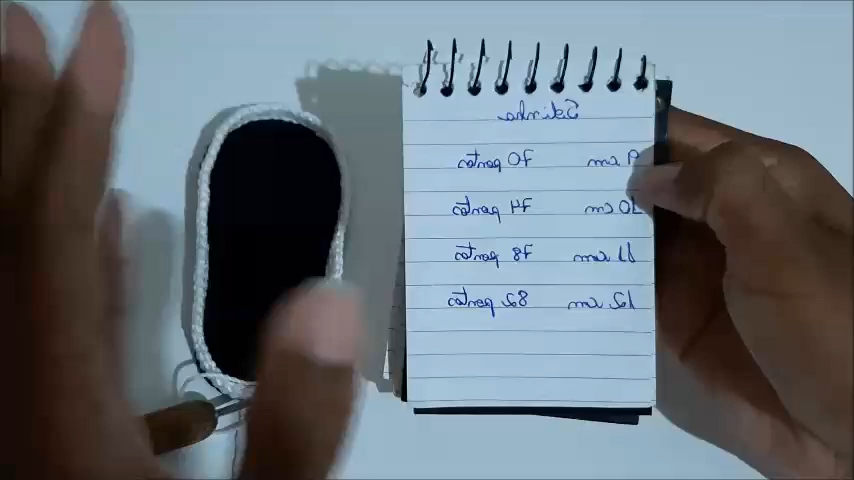 Solinha
9 cm 70 pontos
10 cm 74 pontos
11 cm 78 pontos
12 cm 82 pontos